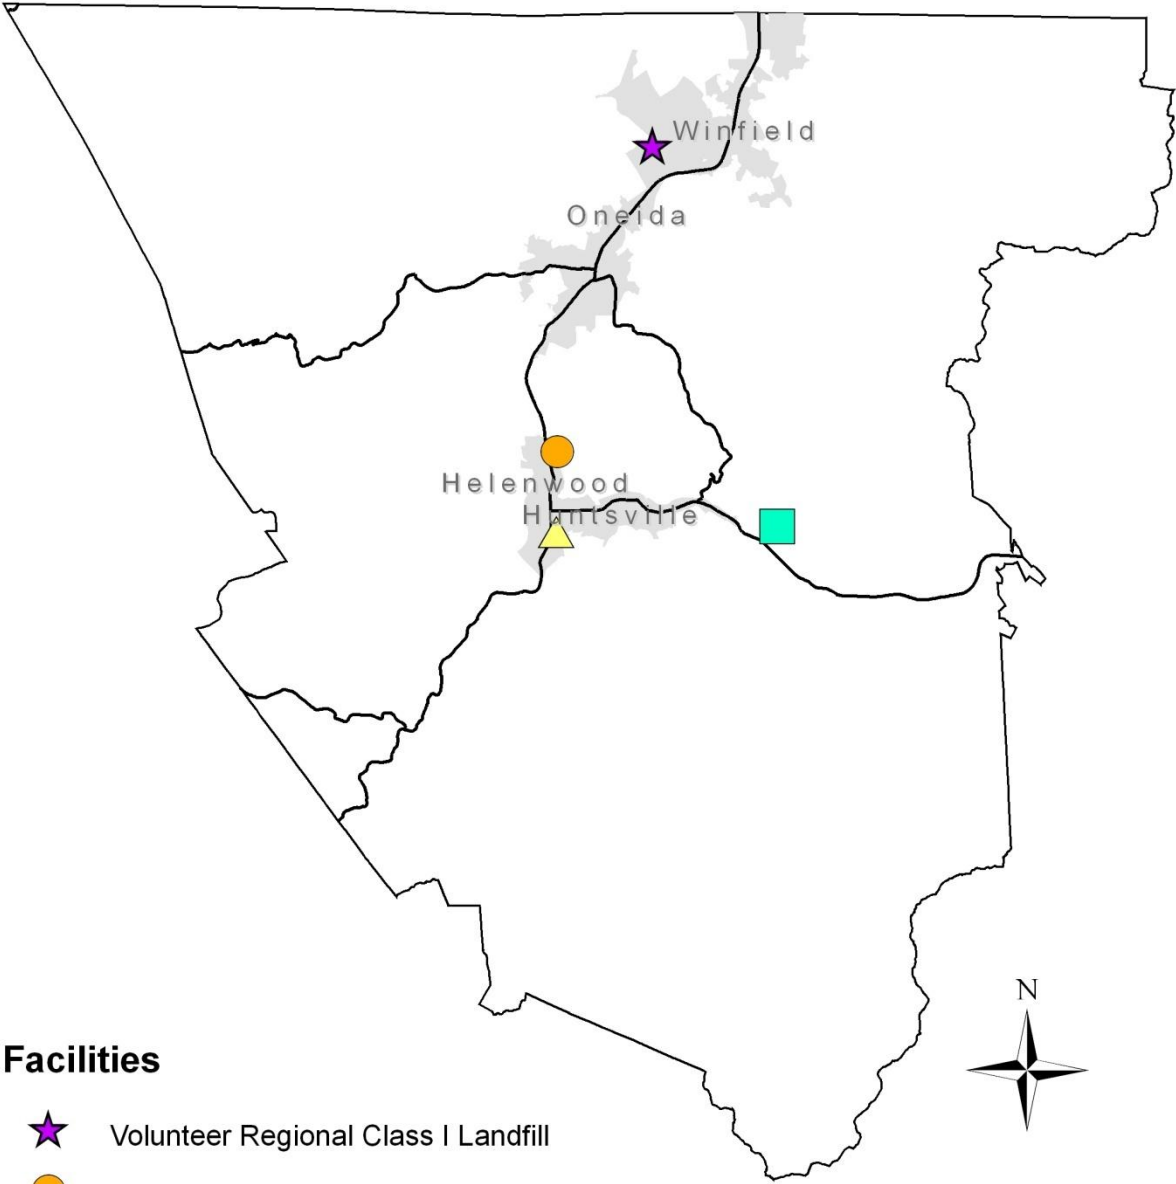 Winfield
Oneida
Helenwood
Huntsville
N
Facilities
Volunteer Regional Class I Landfill